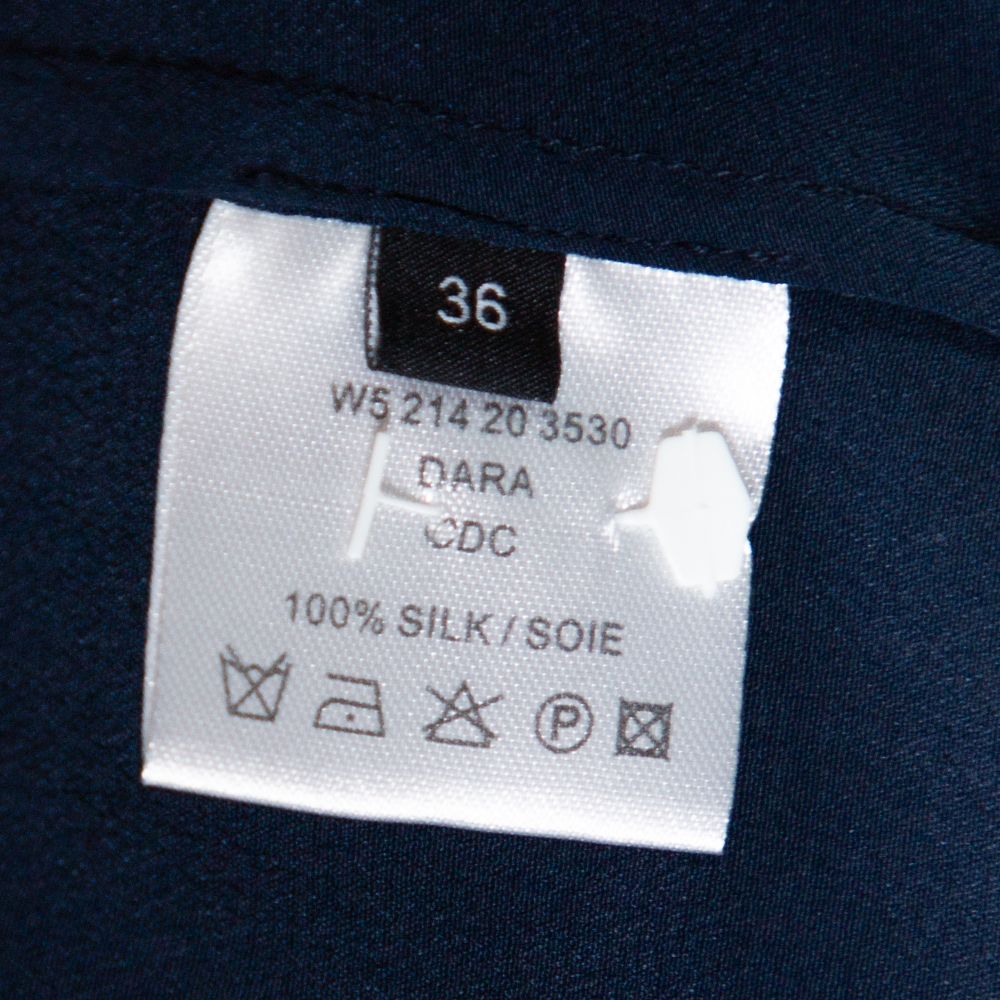 36
W5 214 20 3530
DARA
CDC
100% SILK / SOIE
P